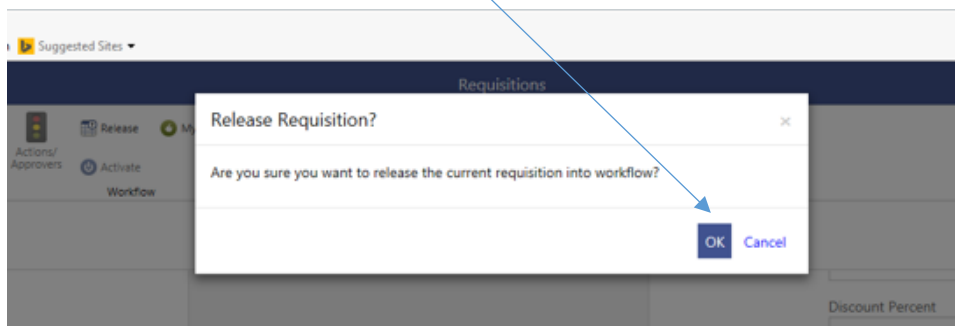 Suggested Sites
Requisitions
Release Requisition?
Release
My
Actions/
Approvers
Activate
Workflow
Are you sure you want to release the current requisition into workflow?
OK Cancel
Discount Percent